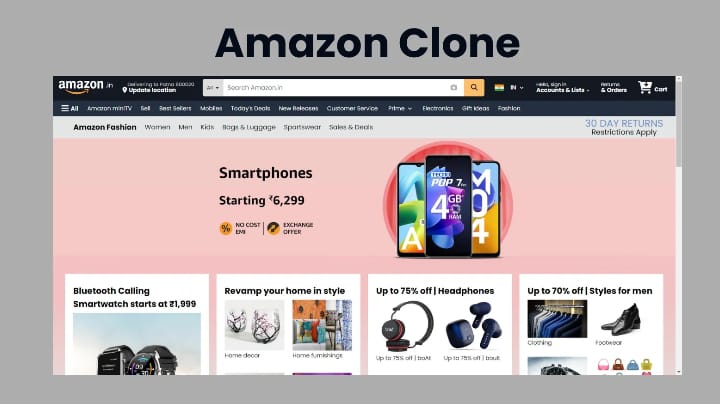 Amazon Clone
amazon.in
Delivering to Patna 800020
Update location
All
Search Amazon.in
IN
Hello, sign in
Accounts & Lists
Returns
& Orders
Cart
All Amazon miniTV Sell Best Sellers Mobiles Today's Deals New Releases Customer Service Prime Electronics Gift Ideas Fashion
Amazon Fashion Women Men Kids Bags & Luggage Sportswear Sales & Deals
30 DAY RETURNS
Restrictions Apply
Smartphones
Starting ₹6,299
% NO COST
EMI
EXCHANGE
OFFER
A
TECNO
POP 7
4 GB
RAM
M
04
Bluetooth Calling
Smartwatch starts at ₹1,999
Revamp your home in style
Home decor
Home furnishings
Up to 75% off | Headphones
Up to 75% off | boAt
Up to 75% off | boult
Up to 70% off | Styles for men
Clothing
Footwear